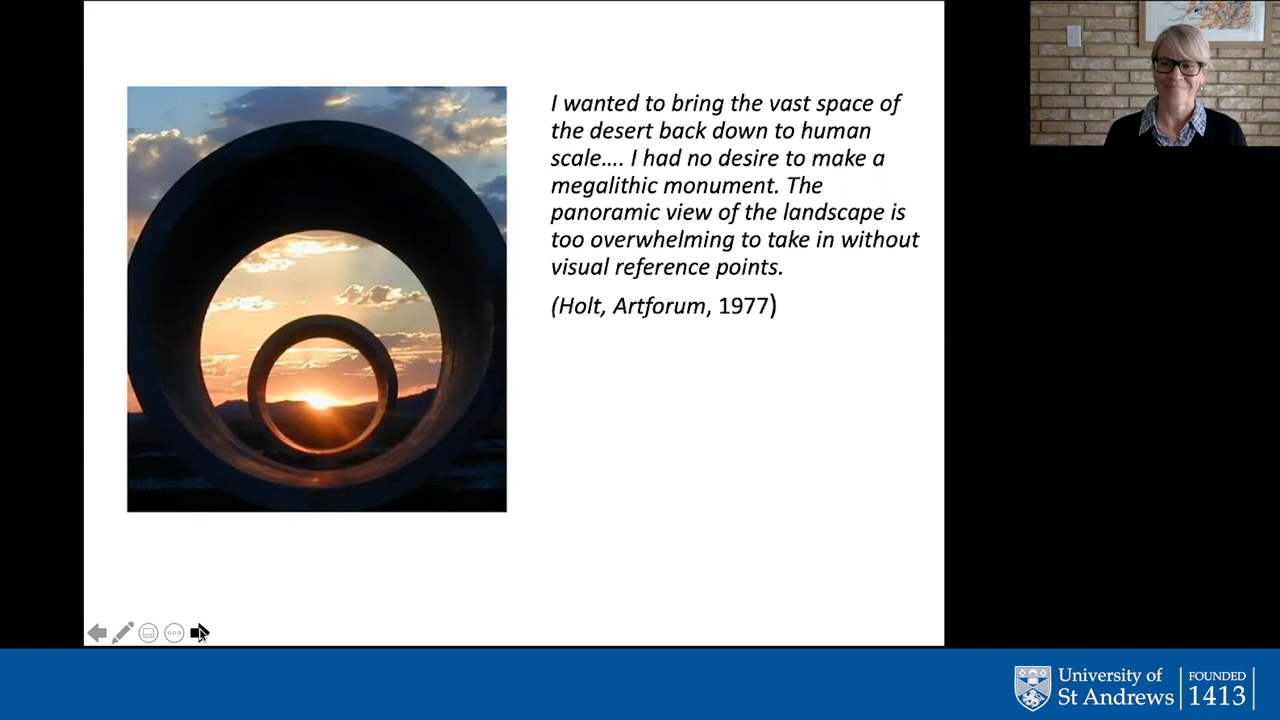 I wanted to bring the vast space of
the desert back down to human
scale…. I had no desire to make a
megalithic monument. The
panoramic view of the landscape is
too overwhelming to take in without
visual reference points.
(Holt, Artforum, 1977)
University of
St Andrews
FOUNDED
1413